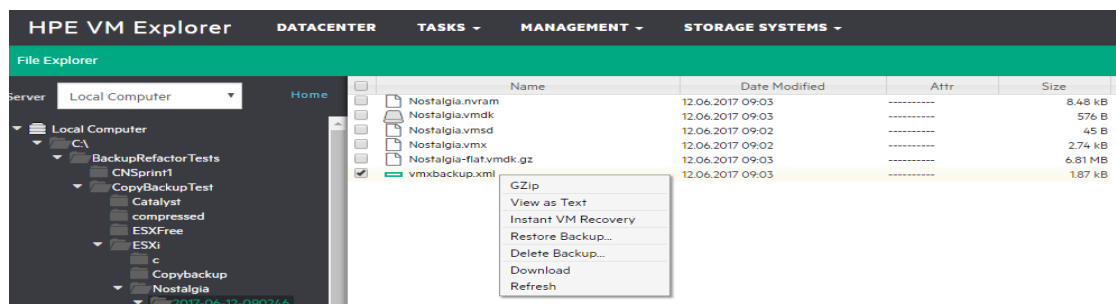 HPE VM Explorer DATACENTER TASKS MANAGEMENT STORAGE SYSTEMS
File Explorer
Server Local Computer Home
Name Date Modified Attr Size
Nostalgia.nvram 12.06.2017 09:03 ---------- 8.48 kB
Nostalgia.vmdk 12.06.2017 09:03 ---------- 576 B
Nostalgia.vmsd 12.06.2017 09:02 ---------- 45 B
Nostalgia.vmx 12.06.2017 09:02 ---------- 2.74 kB
Nostalgia-flat.vmdk.gz 12.06.2017 09:03 ---------- 6.81 MB
vmxbackup.xml 12.06.2017 09:03 ---------- 1.87 kB
Local Computer
C:\
BackupRefactorTests
CNSprint1
CopyBackupTest
Catalyst
compressed
ESXFree
ESXi
c
Copybackup
Nostalgia
2017-06-12-090246
GZip
View as Text
Instant VM Recovery
Restore Backup...
Delete Backup...
Download
Refresh